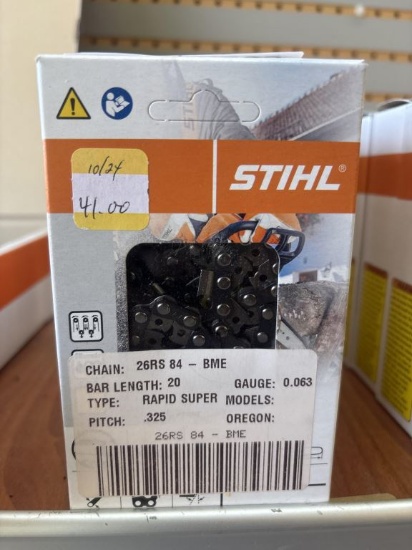 10/24
41.00
STIHL®
CHAIN: 26RS 84 - BME
BAR LENGTH: 20 GAUGE: 0.063
TYPE: RAPID SUPER MODELS:
PITCH: .325 OREGON:
26RS 84 - BME